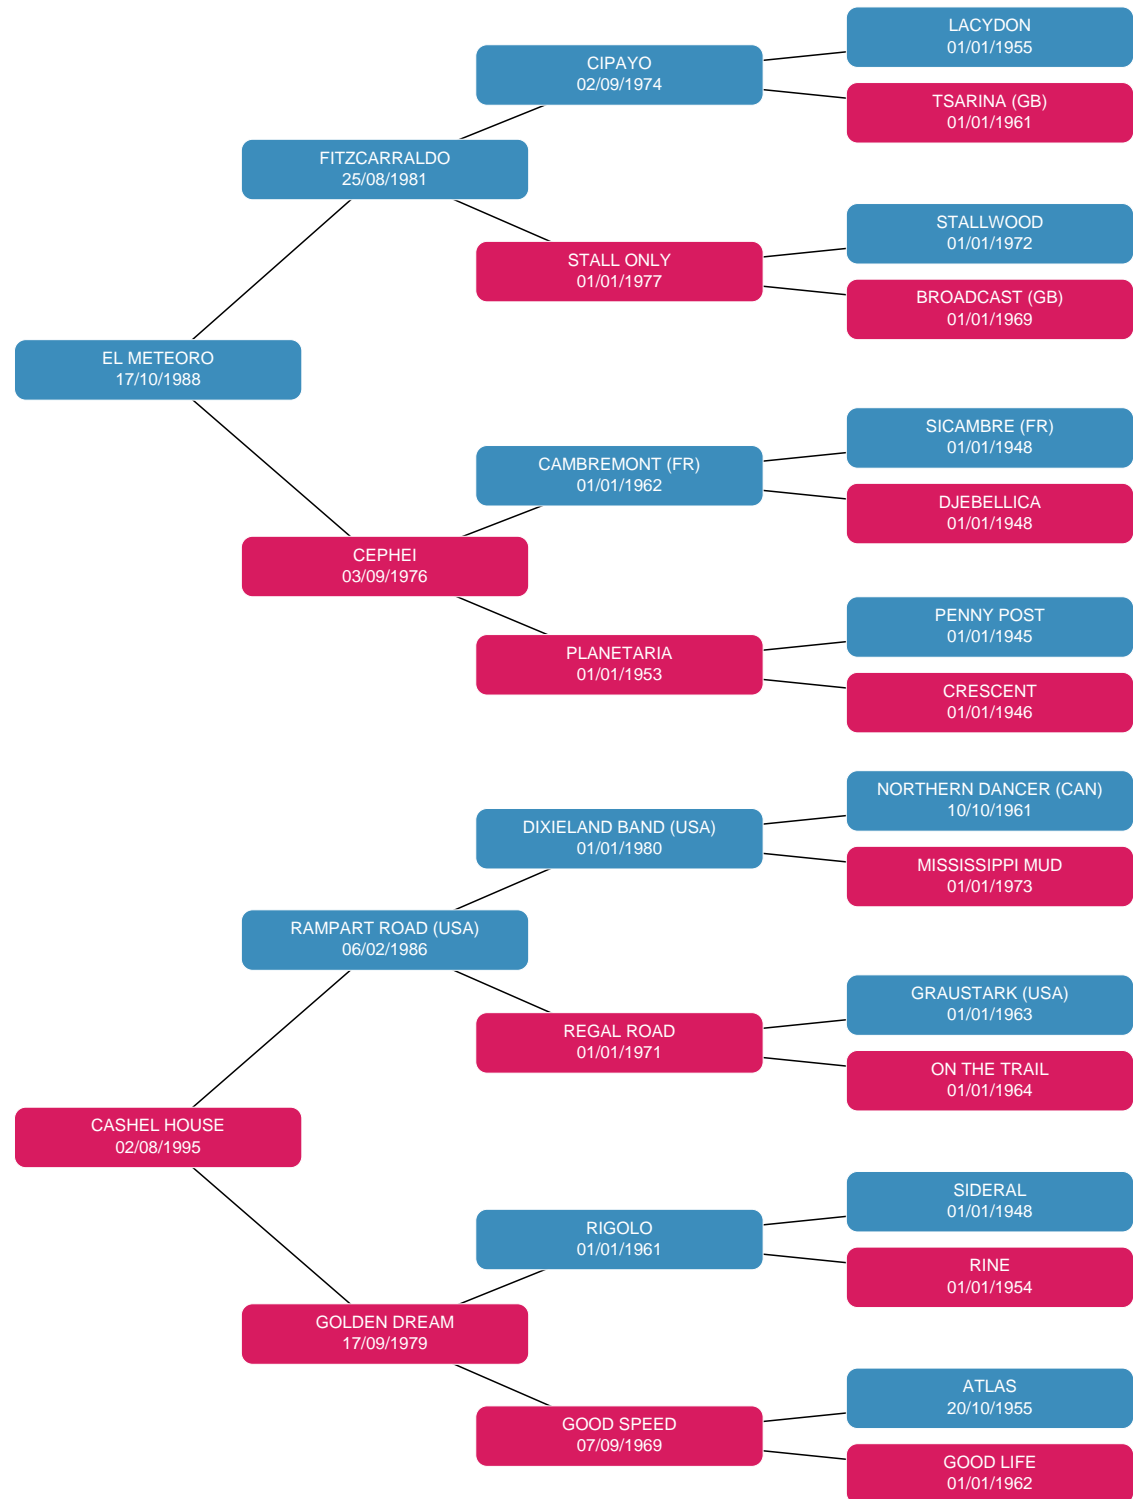 LACYDON
01/01/1955
CIPAYO
02/09/1974
TSARINA (GB)
01/01/1961
FITZCARRALDO
25/08/1981
STALLWOOD
01/01/1972
STALL ONLY
01/01/1977
BROADCAST (GB)
01/01/1969
EL METEORO
17/10/1988
SICAMBRE (FR)
01/01/1948
CAMBREMONT (FR)
01/01/1962
DJEBELLICA
01/01/1948
CEPHEI
03/09/1976
PENNY POST
01/01/1945
PLANETARIA
01/01/1953
CRESCENT
01/01/1946
NORTHERN DANCER (CAN)
10/10/1961
DIXIELAND BAND (USA)
01/01/1980
MISSISSIPPI MUD
01/01/1973
RAMPART ROAD (USA)
06/02/1986
GRAUSTARK (USA)
01/01/1963
REGAL ROAD
01/01/1971
ON THE TRAIL
01/01/1964
CASHEL HOUSE
02/08/1995
SIDERAL
01/01/1948
RIGOLO
01/01/1961
RINE
01/01/1954
GOLDEN DREAM
17/09/1979
ATLAS
20/10/1955
GOOD SPEED
07/09/1969
GOOD LIFE
01/01/1962